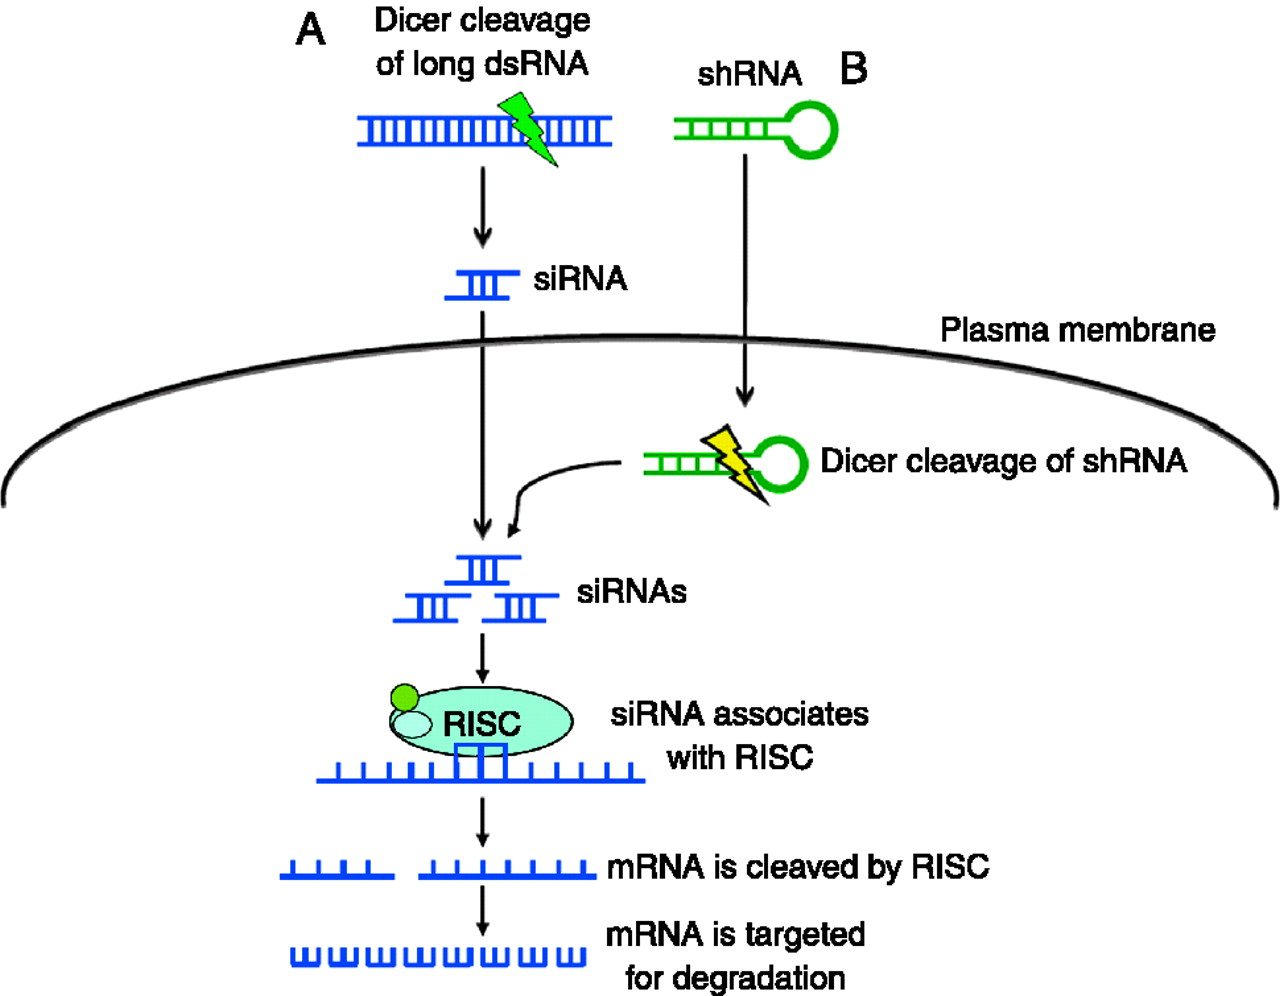 A
Dicer cleavage
of long dsRNA
shRNA
B
siRNA
Plasma membrane
Dicer cleavage of shRNA
siRNAs
RISC
siRNA associates
with RISC
mRNA is cleaved by RISC
mRNA is targeted
for degradation